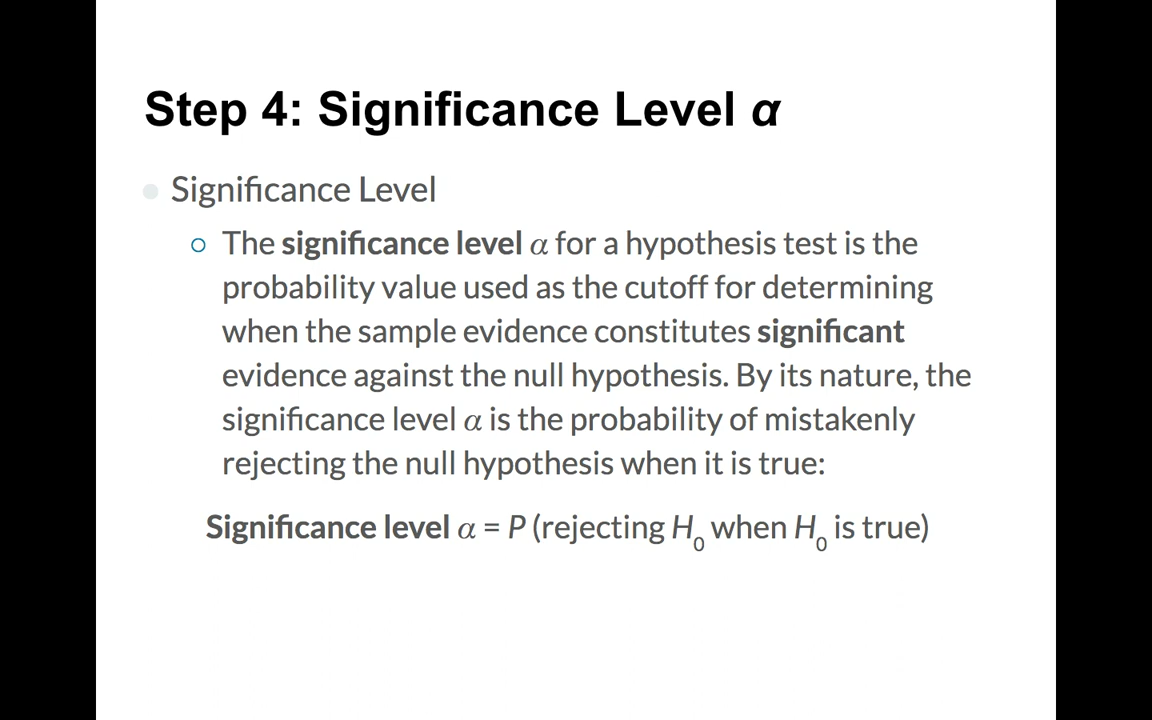 Step 4: Significance Level α
Significance Level
The significance level α for a hypothesis test is the
probability value used as the cutoff for determining
when the sample evidence constitutes significant
evidence against the null hypothesis. By its nature, the
significance level α is the probability of mistakenly
rejecting the null hypothesis when it is true:
Significance level α = P (rejecting H₀ when H₀ is true)